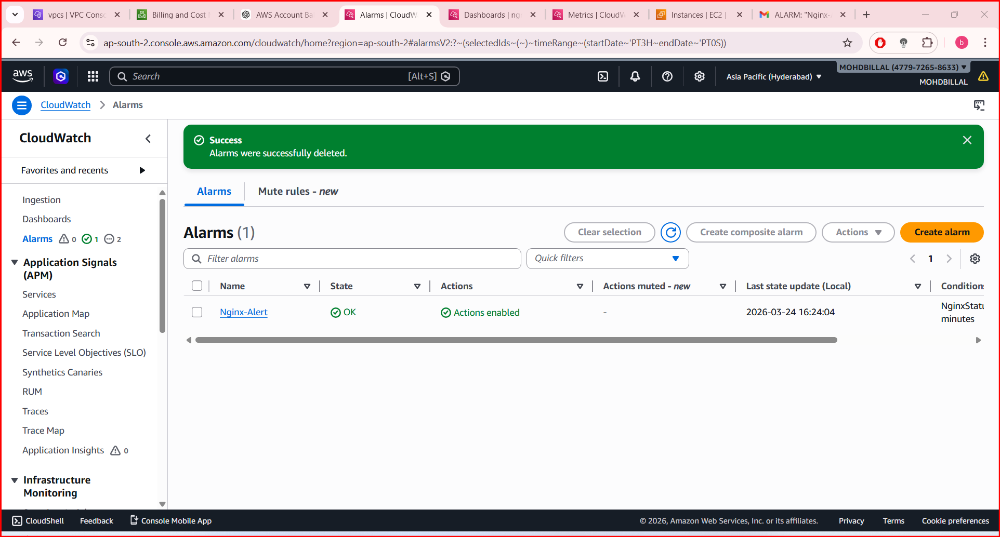 vpcs | VPC Consc
Billing and Cost M
AWS Account Ba
Alarms | CloudW
Dashboards | ngi
Metrics | CloudW
Instances | EC2 |
ALARM: "Nginx-
ap-south-2.console.aws.amazon.com/cloudwatch/home?region=ap-south-2#alarmsV2:?~(selectedIds~(~)~timeRange~(startDate~'PT3H~endDate~'PT0S))
b
aws
Search
[Alt+S]
Asia Pacific (Hyderabad)
MOHDBILLAL (4779-7265-8633)
MOHDBILLAL
CloudWatch
Alarms
CloudWatch
Favorites and recents
Ingestion
Dashboards
Alarms 0 1 2
Application Signals
(APM)
Services
Application Map
Transaction Search
Service Level Objectives (SLO)
Synthetics Canaries
RUM
Traces
Trace Map
Application Insights 0
Infrastructure
Monitoring
Success
Alarms were successfully deleted.
Alarms
Mute rules - new
Alarms (1)
Clear selection
Create composite alarm
Actions
Create alarm
Filter alarms
Quick filters
1
Name
State
Actions
Actions muted - new
Last state update (Local)
Conditions
Nginx-Alert
OK
Actions enabled
-
2026-03-24 16:24:04
NginxStatu
minutes
CloudShell
Feedback
Console Mobile App
© 2026, Amazon Web Services, Inc. or its affiliates.
Privacy
Terms
Cookie preferences